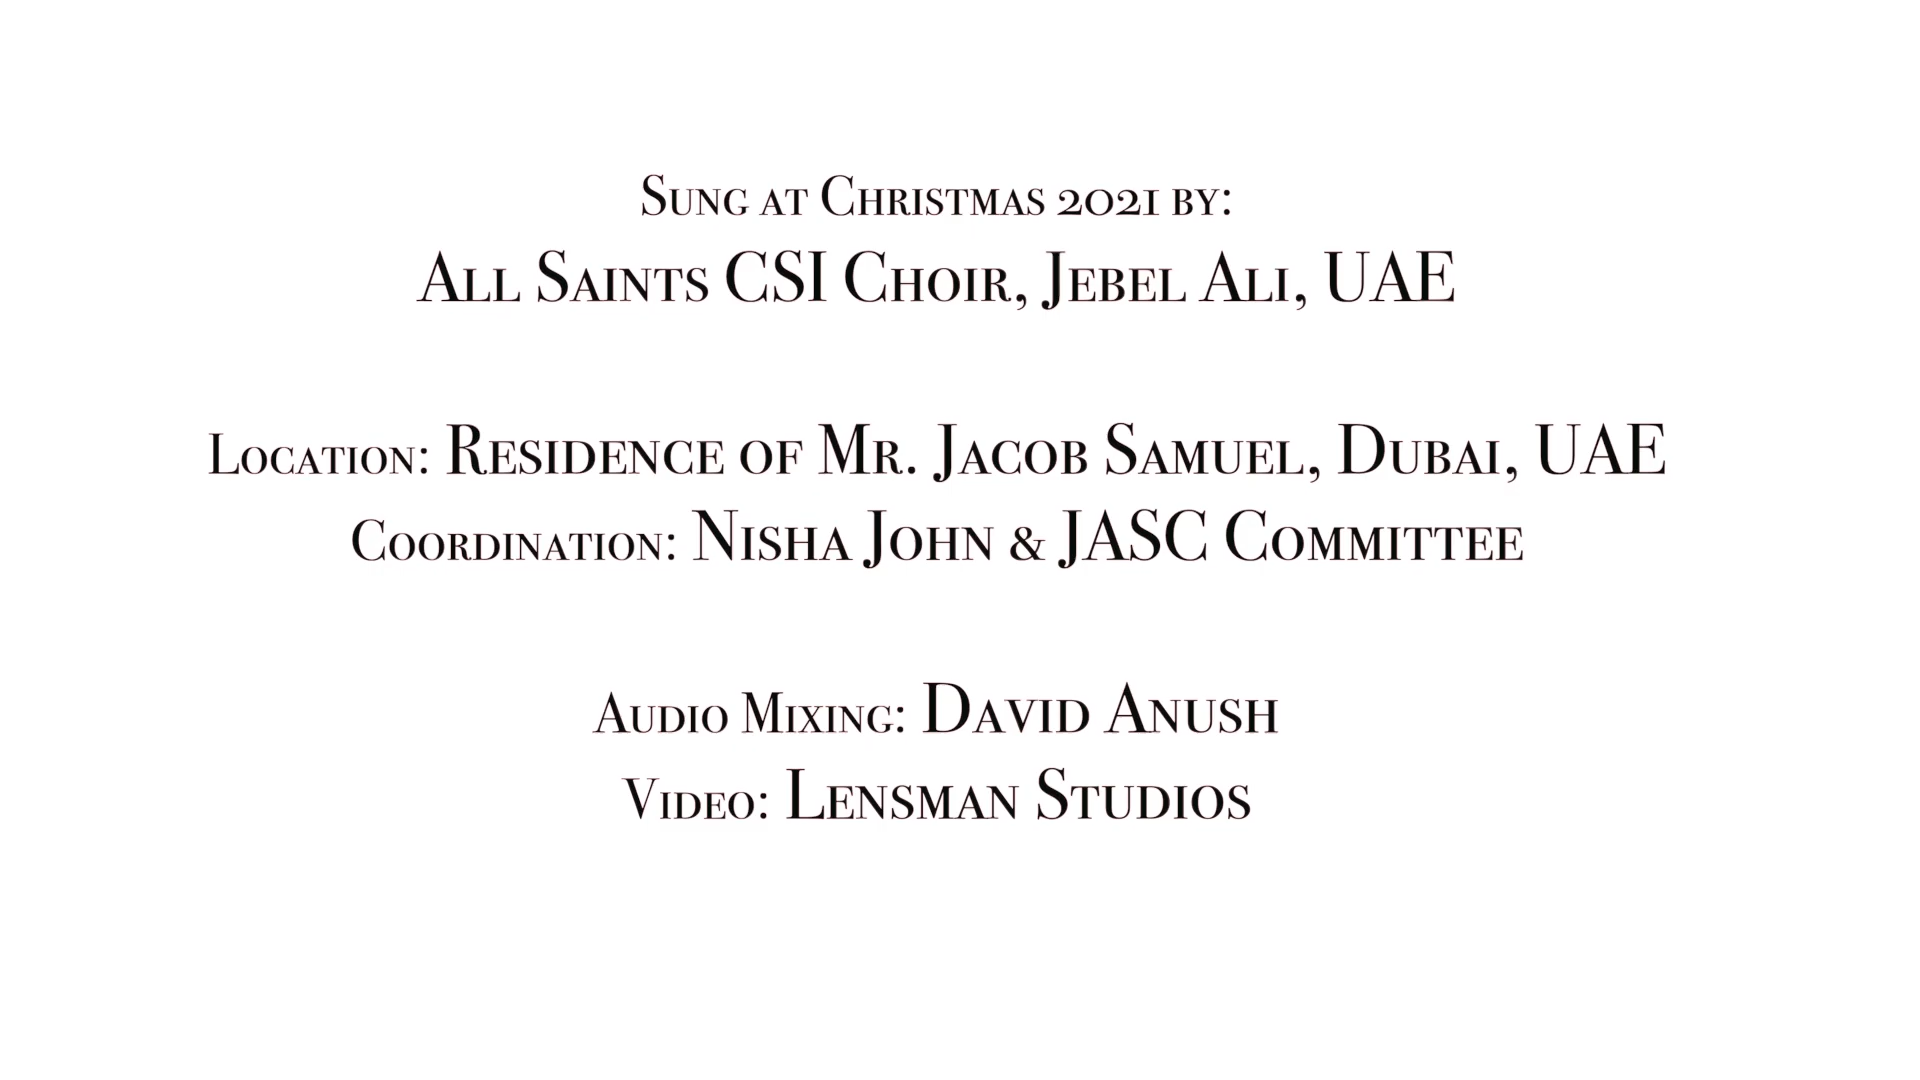 Sung at Christmas 2021 by:
All Saints CSI Choir, Jebel Ali, UAE
Location: Residence of Mr. Jacob Samuel, Dubai, UAE
Coordination: Nisha John & JASC Committee
Audio Mixing: David Anush
Video: Lensman Studios